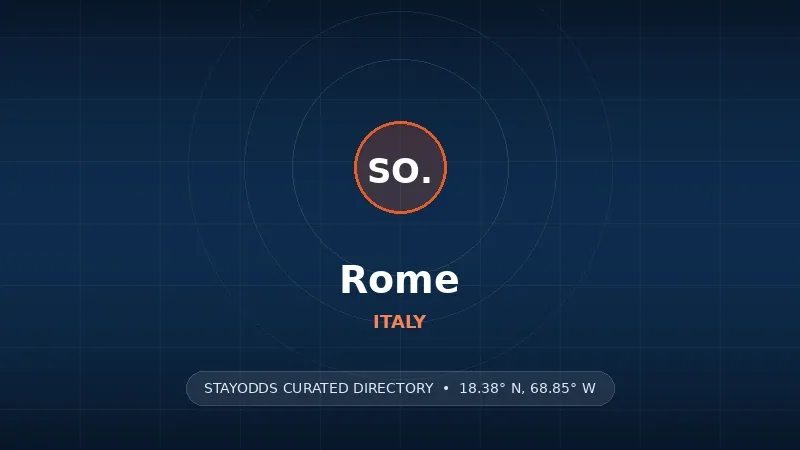 SO.
Rome
ITALY
STAYODDS CURATED DIRECTORY • 18.38° N, 68.85° W